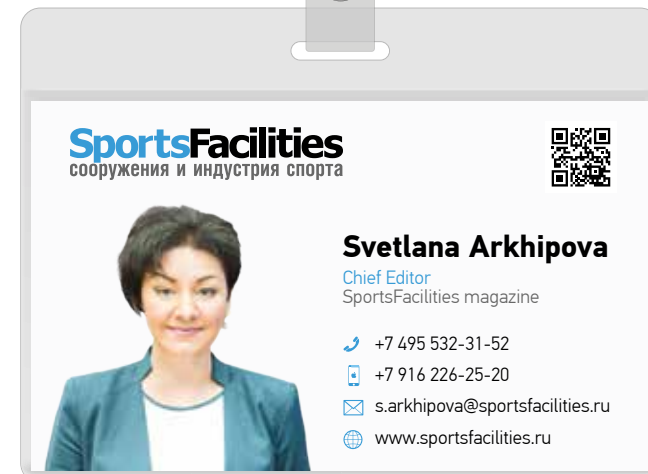 SportsFacilities
сооружения и индустрия спорта
Svetlana Arkhipova
Chief Editor
SportsFacilities magazine
+7 495 532-31-52
+7 916 226-25-20
s.arkhipova@sportsfacilities.ru
www.sportsfacilities.ru